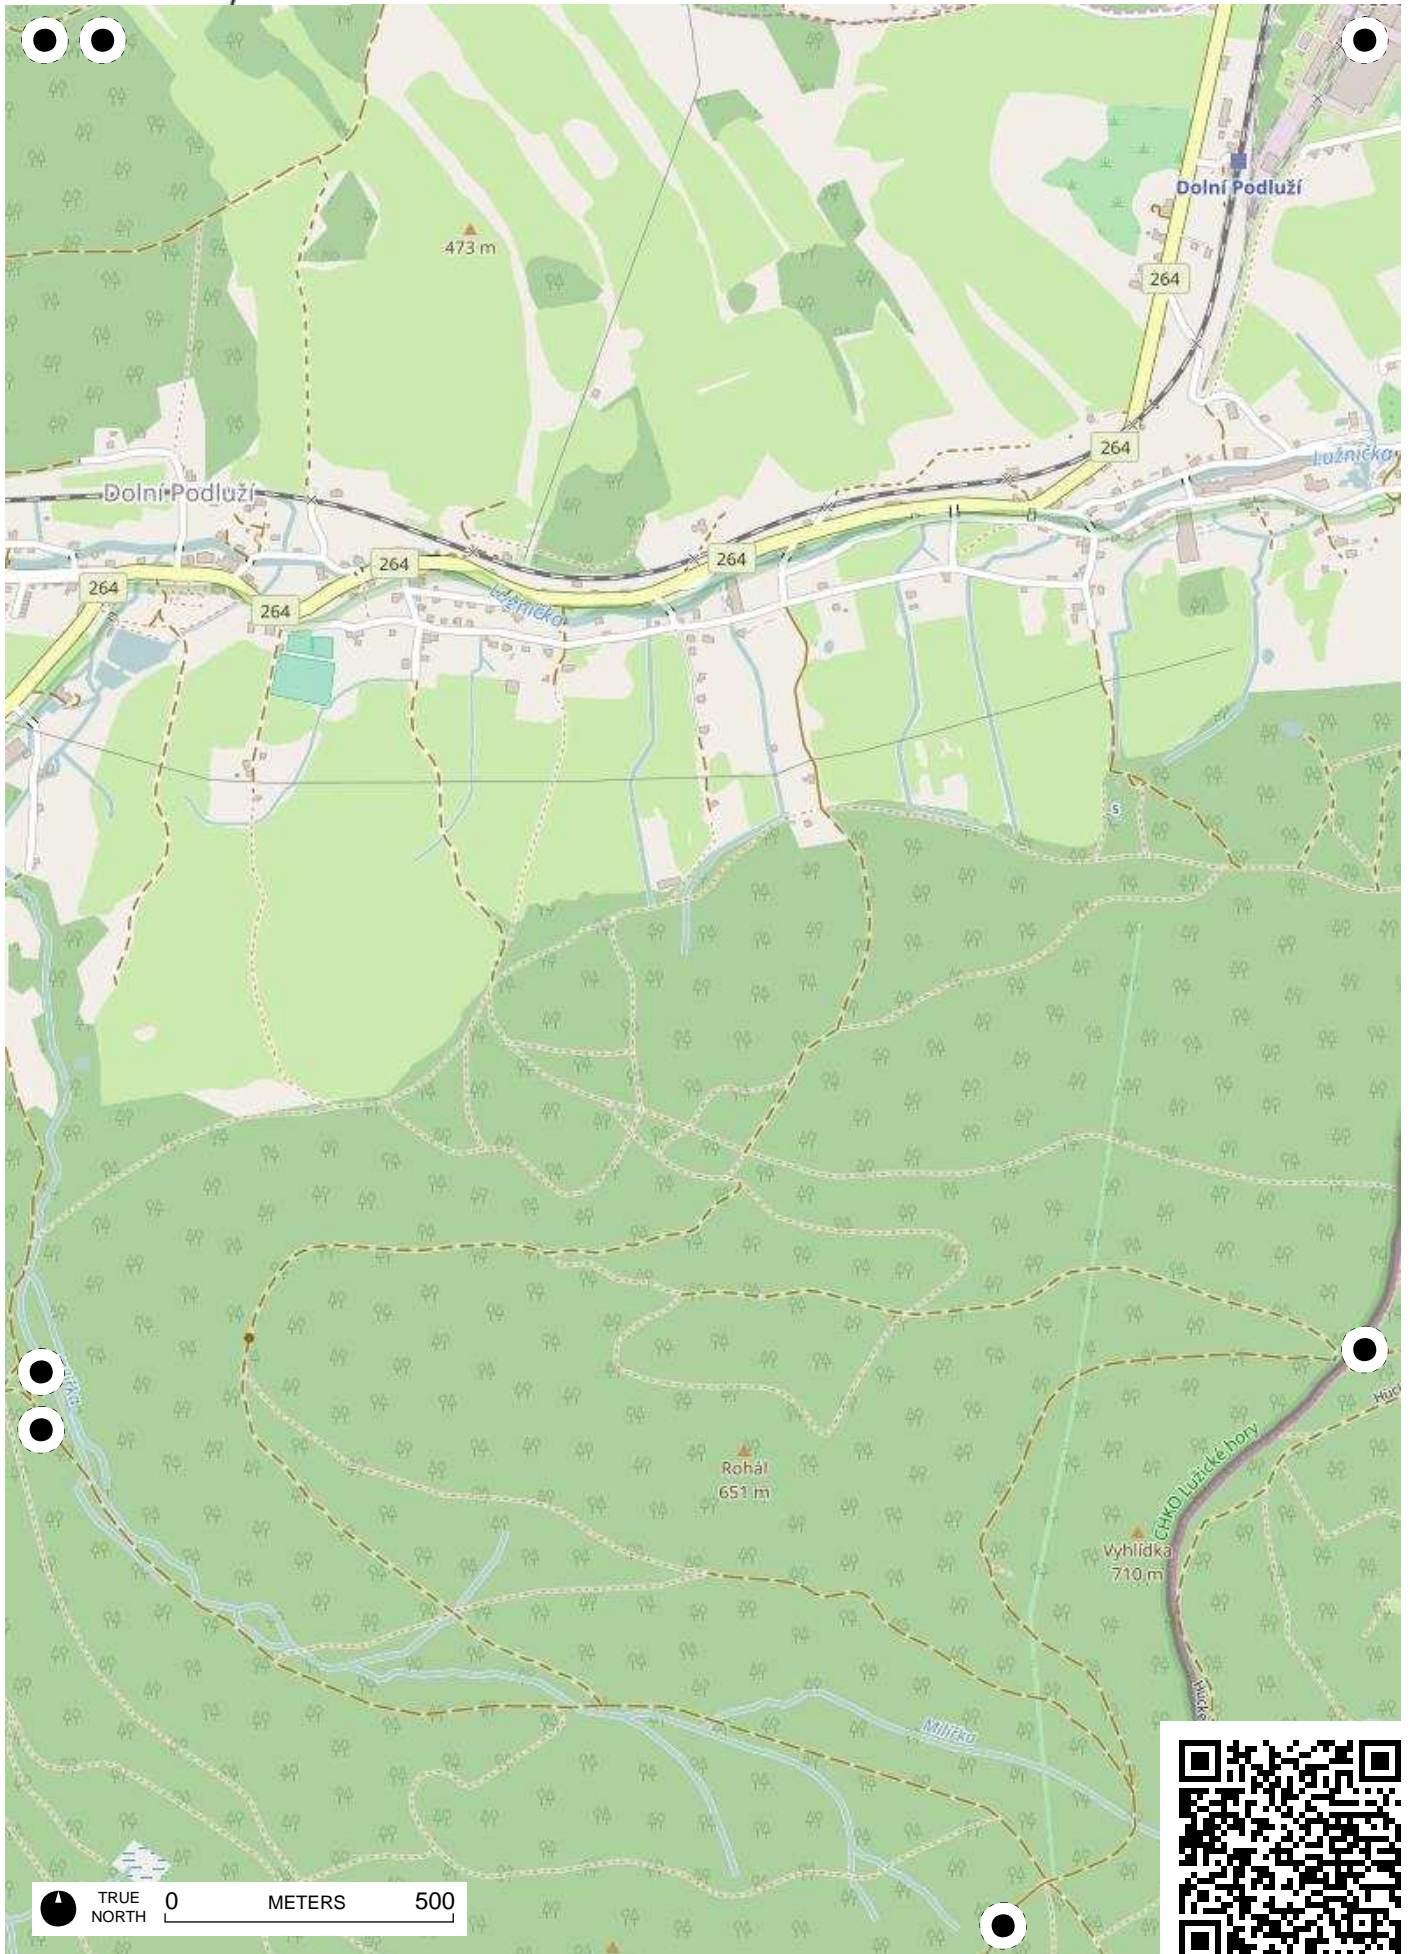 Dolní Podluží
473 m
264
264
Lužnička
Dolní Podluží
264
264
264
264
Lužnička
S
Rohál
651 m
CHKO Lužické hory
Vyhlídka
710 m
Milířka
TRUE
NORTH
0 METERS 500